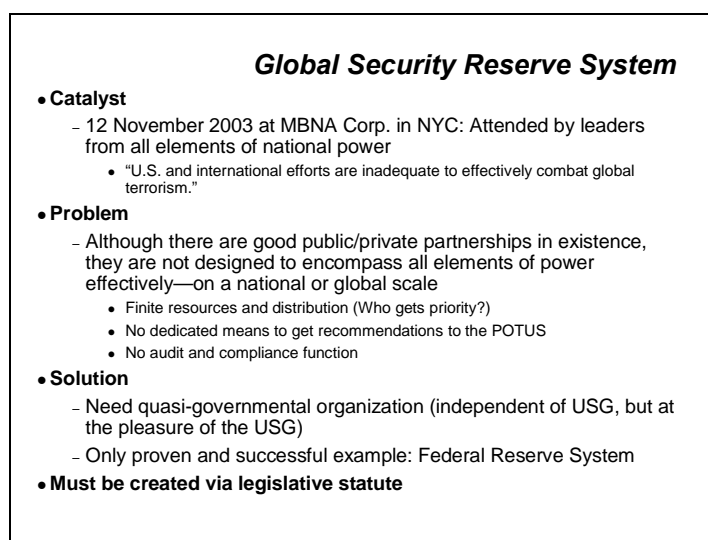 Global Security Reserve System
• Catalyst
– 12 November 2003 at MBNA Corp. in NYC: Attended by leaders
from all elements of national power
• “U.S. and international efforts are inadequate to effectively combat global
terrorism.”
• Problem
– Although there are good public/private partnerships in existence,
they are not designed to encompass all elements of power
effectively—on a national or global scale
• Finite resources and distribution (Who gets priority?)
• No dedicated means to get recommendations to the POTUS
• No audit and compliance function
• Solution
– Need quasi-governmental organization (independent of USG, but at
the pleasure of the USG)
– Only proven and successful example: Federal Reserve System
• Must be created via legislative statute